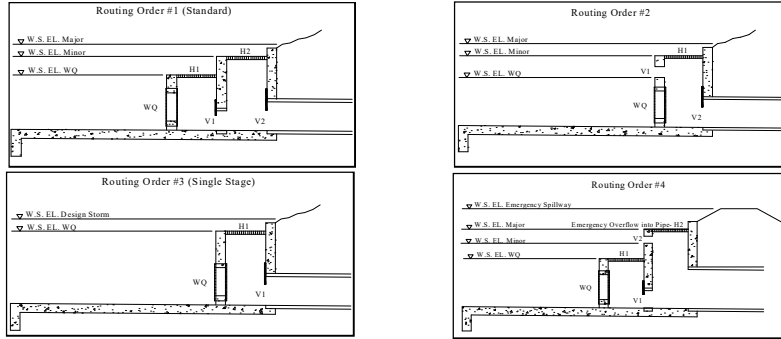 Routing Order #1 (Standard)
W.S. EL. Major
W.S. EL. Minor
H2
W.S. EL. WQ
H1
WQ
V1
V2
Routing Order #2
W.S. EL. Major
W.S. EL. Minor
H1
V1
W.S. EL. WQ
WQ
V2
Routing Order #3 (Single Stage)
W.S. EL. Design Storm
W.S. EL. WQ
H1
WQ
V1
Routing Order #4
W.S. EL. Emergency Spillway
W.S. EL. Major
Emergency Overflow into Pipe- H2
W.S. EL. Minor
V2
W.S. EL. WQ
H1
WQ
V1